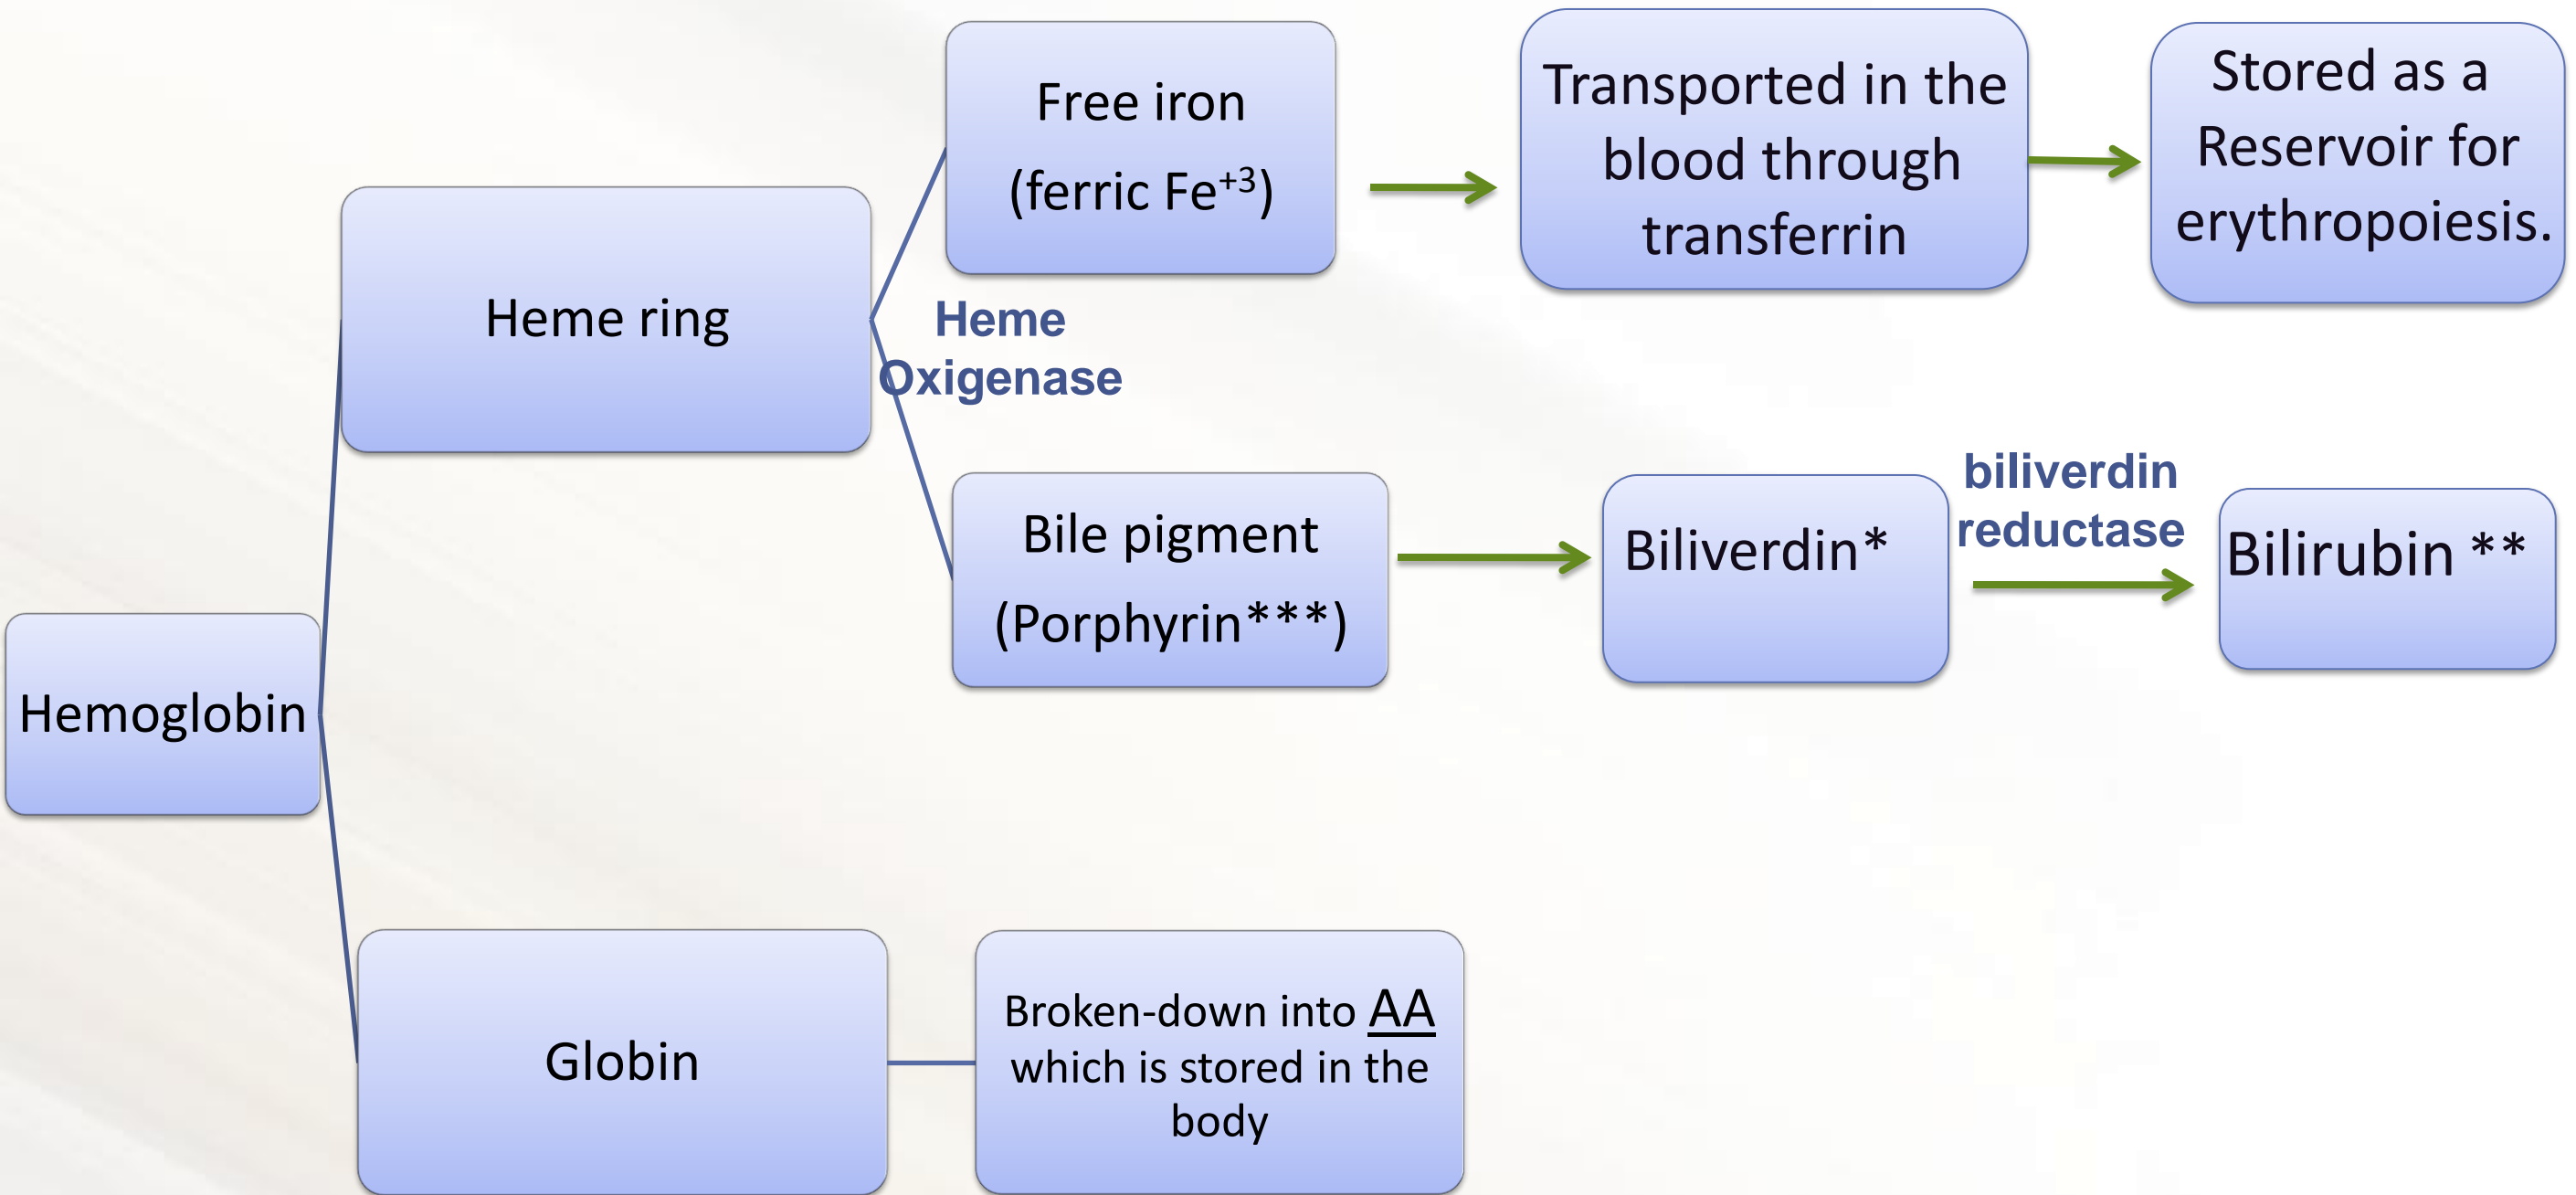 Free iron
(ferric Fe⁺³)
Transported in the
blood through
transferrin
Stored as a
Reservoir for
erythropoiesis.
Heme ring
Heme
Oxigenase
Bile pigment
(Porphyrin***)
Biliverdin*
biliverdin
reductase
Bilirubin **
Hemoglobin
Globin
Broken-down into AA
which is stored in the
body